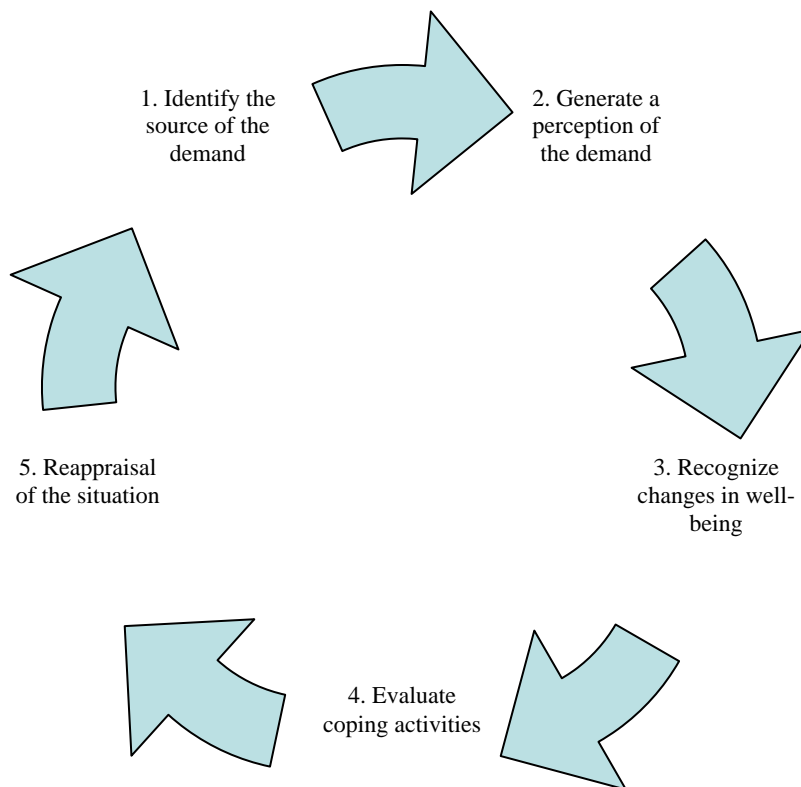 1. Identify the
source of the
demand
2. Generate a
perception of
the demand
3. Recognize
changes in well-
being
4. Evaluate
coping activities
5. Reappraisal
of the situation